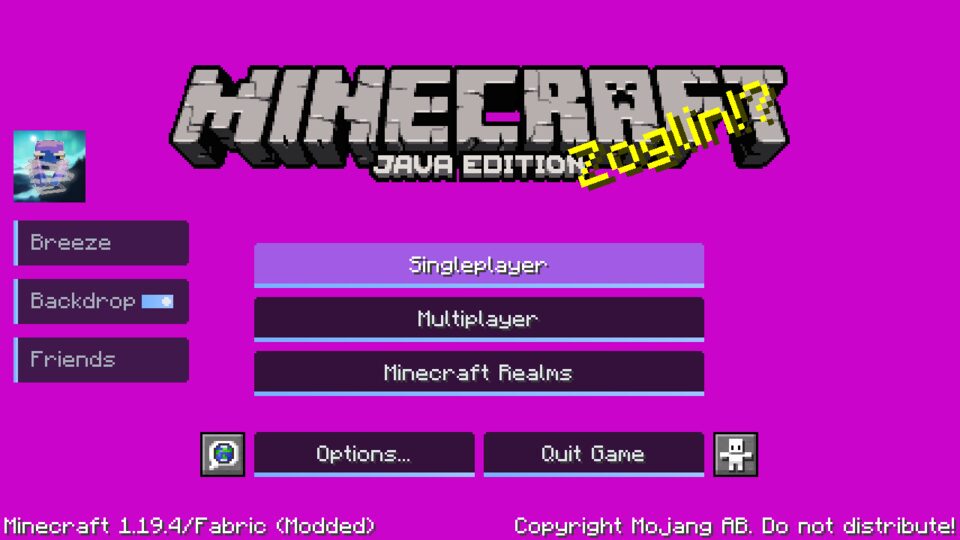 MINECRAFT
JAVA EDITION
Zoglin!?
Breeze
Backdrop
Friends
Singleplayer
Multiplayer
Minecraft Realms
Options...
Quit Game
Minecraft 1.19.4/Fabric (Modded)
Copyright Mojang AB. Do not distribute!